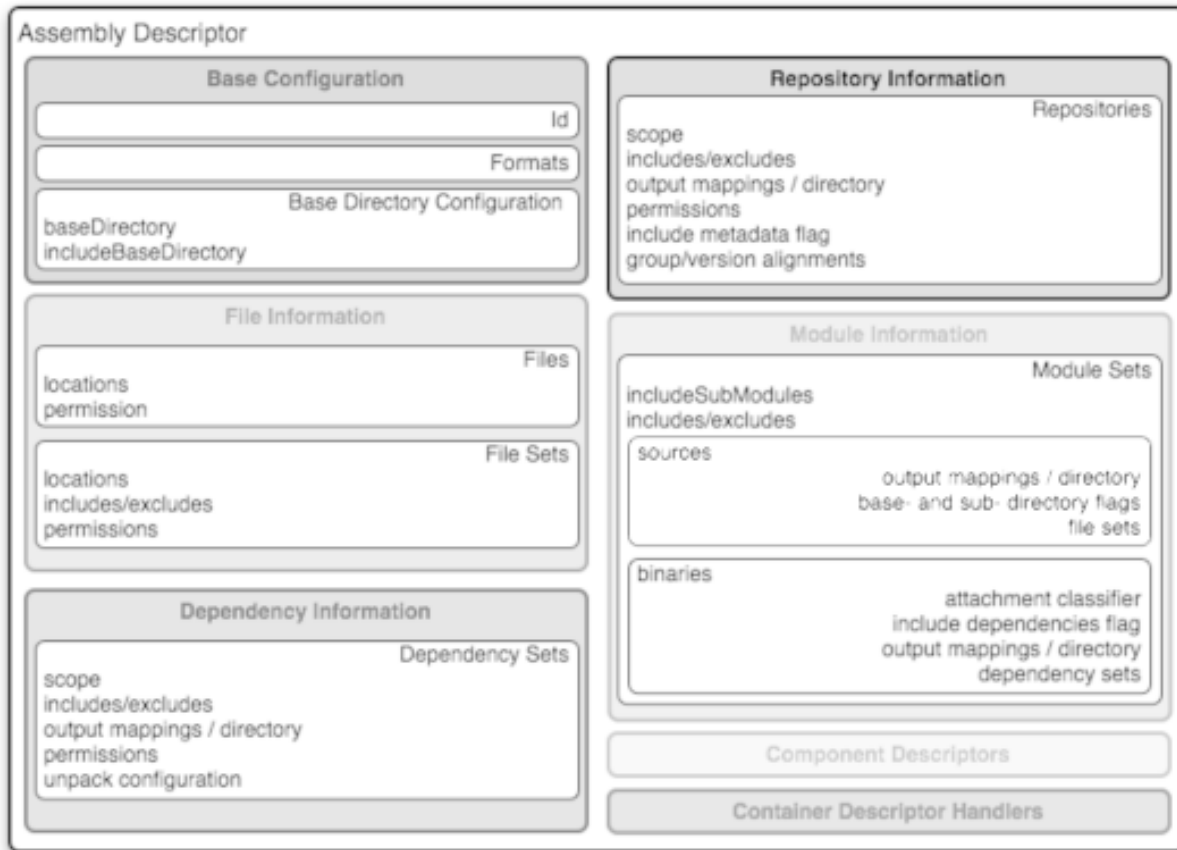 Assembly Descriptor
Base Configuration
Id
Formats
Base Directory Configuration
baseDirectory
includeBaseDirectory
File Information
Files
locations
permission
File Sets
locations
includes/excludes
permissions
Dependency Information
Dependency Sets
scope
includes/excludes
output mappings / directory
permissions
unpack configuration
Repository Information
Repositories
scope
includes/excludes
output mappings / directory
permissions
include metadata flag
group/version alignments
Module Information
Module Sets
includeSubModules
includes/excludes
sources
output mappings / directory
base- and sub- directory flags
file sets
binaries
attachment classifier
include dependencies flag
output mappings / directory
dependency sets
Component Descriptors
Container Descriptor Handlers